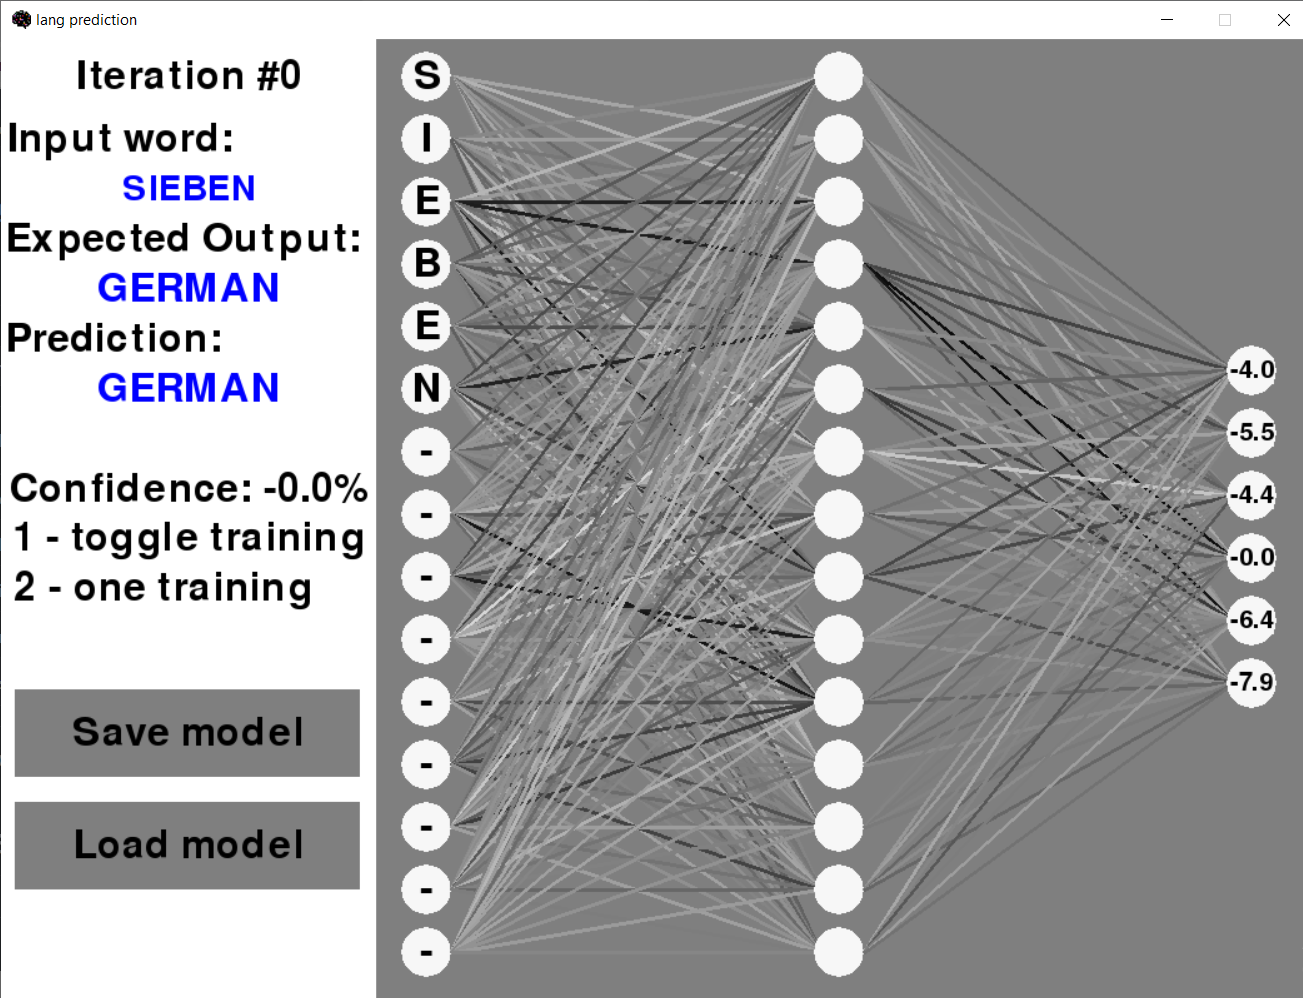 lang prediction
Iteration #0
Input word:
SIEBEN
Expected Output:
GERMAN
Prediction:
GERMAN
Confidence: -0.0%
1 - toggle training
2 - one training
Save model
Load model
S
I
E
B
E
N
-
-
-
-
-
-
-
-
-
-4.0
-5.5
-4.4
-0.0
-6.4
-7.9